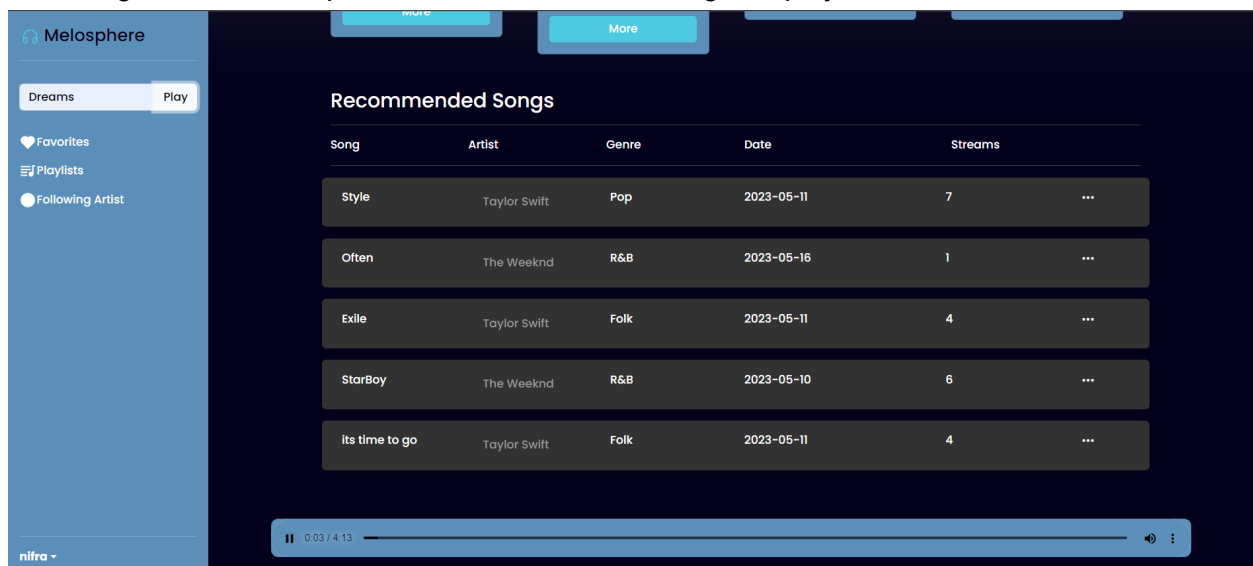 Melosphere
Dreams Play
Favorites
Playlists
Following Artist
nifra
More
More
Recommended Songs
Song Artist Genre Date Streams
Style Taylor Swift Pop 2023-05-11 7
Often The Weeknd R&B 2023-05-16 1
Exile Taylor Swift Folk 2023-05-11 4
StarBoy The Weeknd R&B 2023-05-10 6
its time to go Taylor Swift Folk 2023-05-11 4
0:03 / 4:13